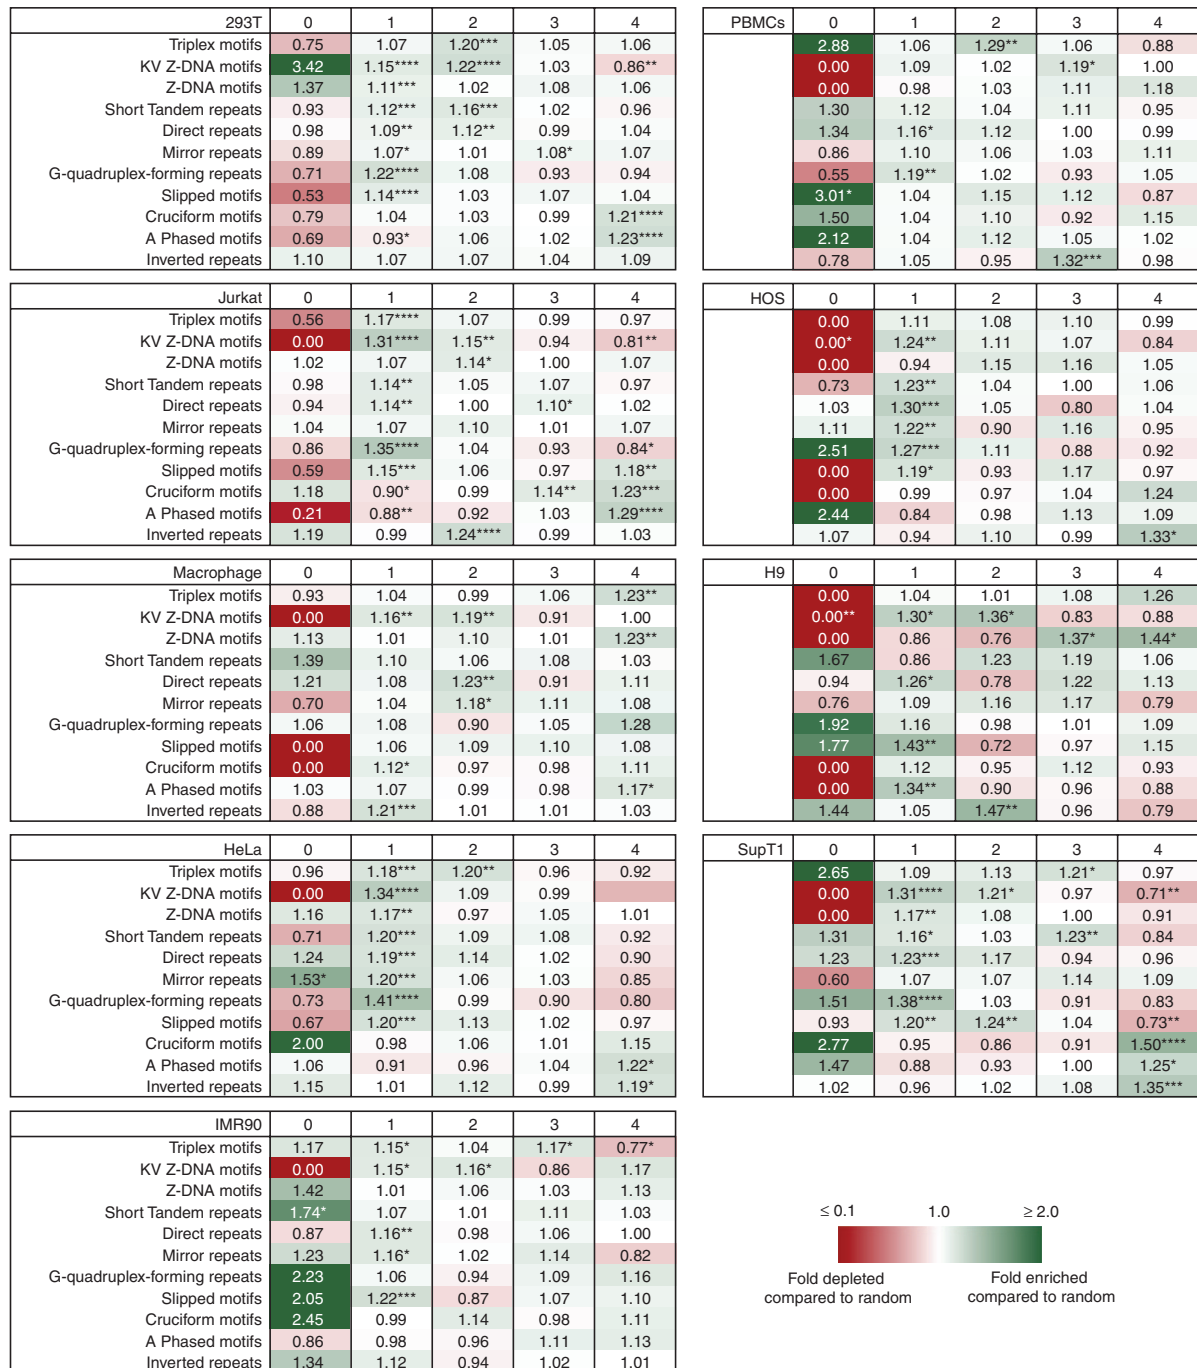 293T 0 1 2 3 4
Triplex motifs 0.75 1.07 1.20*** 1.05 1.06
KV Z-DNA motifs 3.42 1.15**** 1.22**** 1.03 0.86**
Z-DNA motifs 1.37 1.11*** 1.02 1.08 1.06
Short Tandem repeats 0.93 1.12*** 1.16*** 1.02 0.96
Direct repeats 0.98 1.09** 1.12** 0.99 1.04
Mirror repeats 0.89 1.07* 1.01 1.08* 1.07
G-quadruplex-forming repeats 0.71 1.22**** 1.08 0.93 0.94
Slipped motifs 0.53 1.14**** 1.03 1.07 1.04
Cruciform motifs 0.79 1.04 1.03 0.99 1.21****
A Phased motifs 0.69 0.93* 1.06 1.02 1.23****
Inverted repeats 1.10 1.07 1.07 1.04 1.09
PBMCs 0 1 2 3 4
2.88 1.06 1.29** 1.06 0.88
0.00 1.09 1.02 1.19* 1.00
0.00 0.98 1.03 1.11 1.18
1.30 1.12 1.04 1.11 0.95
1.34 1.16* 1.12 1.00 0.99
0.86 1.10 1.06 1.03 1.11
0.55 1.19** 1.02 0.93 1.05
3.01* 1.04 1.15 1.12 0.87
1.50 1.04 1.10 0.92 1.15
2.12 1.04 1.12 1.05 1.02
0.78 1.05 0.95 1.32*** 0.98
Jurkat 0 1 2 3 4
Triplex motifs 0.56 1.17**** 1.07 0.99 0.97
KV Z-DNA motifs 0.00 1.31**** 1.15** 0.94 0.81**
Z-DNA motifs 1.02 1.07 1.14* 1.00 1.07
Short Tandem repeats 0.98 1.14** 1.05 1.07 0.97
Direct repeats 0.94 1.14** 1.00 1.10* 1.02
Mirror repeats 1.04 1.07 1.10 1.01 1.07
G-quadruplex-forming repeats 0.86 1.35**** 1.04 0.93 0.84*
Slipped motifs 0.59 1.15*** 1.06 0.97 1.18**
Cruciform motifs 1.18 0.90* 0.99 1.14** 1.23***
A Phased motifs 0.21 0.88** 0.92 1.03 1.29****
Inverted repeats 1.19 0.99 1.24**** 0.99 1.03
HOS 0 1 2 3 4
0.00 1.11 1.08 1.10 0.99
0.00* 1.24** 1.11 1.07 0.84
0.00 0.94 1.15 1.16 1.05
0.73 1.23** 1.04 1.00 1.06
1.03 1.30*** 1.05 0.80 1.04
1.11 1.22** 0.90 1.16 0.95
2.51 1.27*** 1.11 0.88 0.92
0.00 1.19* 0.93 1.17 0.97
0.00 0.99 0.97 1.04 1.24
2.44 0.84 0.98 1.13 1.09
1.07 0.94 1.10 0.99 1.33*
Macrophage 0 1 2 3 4
Triplex motifs 0.93 1.04 0.99 1.06 1.23**
KV Z-DNA motifs 0.00 1.16** 1.19** 0.91 1.00
Z-DNA motifs 1.13 1.01 1.10 1.01 1.23**
Short Tandem repeats 1.39 1.10 1.06 1.08 1.03
Direct repeats 1.21 1.08 1.23** 0.91 1.11
Mirror repeats 0.70 1.04 1.18* 1.11 1.08
G-quadruplex-forming repeats 1.06 1.08 0.90 1.05 1.28
Slipped motifs 0.00 1.06 1.09 1.10 1.08
Cruciform motifs 0.00 1.12* 0.97 0.98 1.11
A Phased motifs 1.03 1.07 0.99 0.98 1.17*
Inverted repeats 0.88 1.21*** 1.01 1.01 1.03
H9 0 1 2 3 4
0.00 1.04 1.01 1.08 1.26
0.00** 1.30* 1.36* 0.83 0.88
0.00 0.86 0.76 1.37* 1.44*
1.67 0.86 1.23 1.19 1.06
0.94 1.26* 0.78 1.22 1.13
0.76 1.09 1.16 1.17 0.79
1.92 1.16 0.98 1.01 1.09
1.77 1.43** 0.72 0.97 1.15
0.00 1.12 0.95 1.12 0.93
0.00 1.34** 0.90 0.96 0.88
1.44 1.05 1.47** 0.96 0.79
HeLa 0 1 2 3 4
Triplex motifs 0.96 1.18*** 1.20** 0.96 0.92
KV Z-DNA motifs 0.00 1.34**** 1.09 0.99
Z-DNA motifs 1.16 1.17** 0.97 1.05 1.01
Short Tandem repeats 0.71 1.20*** 1.09 1.08 0.92
Direct repeats 1.24 1.19*** 1.14 1.02 0.90
Mirror repeats 1.53* 1.20*** 1.06 1.03 0.85
G-quadruplex-forming repeats 0.73 1.41**** 0.99 0.90 0.80
Slipped motifs 0.67 1.20*** 1.13 1.02 0.97
Cruciform motifs 2.00 0.98 1.06 1.01 1.15
A Phased motifs 1.06 0.91 0.96 1.04 1.22*
Inverted repeats 1.15 1.01 1.12 0.99 1.19*
SupT1 0 1 2 3 4
2.65 1.09 1.13 1.21* 0.97
0.00 1.31**** 1.21* 0.97 0.71**
0.00 1.17** 1.08 1.00 0.91
1.31 1.16* 1.03 1.23** 0.84
1.23 1.23*** 1.17 0.94 0.96
0.60 1.07 1.07 1.14 1.09
1.51 1.38**** 1.03 0.91 0.83
0.93 1.20** 1.24** 1.04 0.73**
2.77 0.95 0.86 0.91 1.50****
1.47 0.88 0.93 1.00 1.25*
1.02 0.96 1.02 1.08 1.35***
IMR90 0 1 2 3 4
Triplex motifs 1.17 1.15* 1.04 1.17* 0.77*
KV Z-DNA motifs 0.00 1.15* 1.16* 0.86 1.17
Z-DNA motifs 1.42 1.01 1.06 1.03 1.13
Short Tandem repeats 1.74* 1.07 1.01 1.11 1.03
Direct repeats 0.87 1.16** 0.98 1.06 1.00
Mirror repeats 1.23 1.16* 1.02 1.14 0.82
G-quadruplex-forming repeats 2.23 1.06 0.94 1.09 1.16
Slipped motifs 2.05 1.22*** 0.87 1.07 1.10
Cruciform motifs 2.45 0.99 1.14 0.98 1.11
A Phased motifs 0.86 0.98 0.96 1.11 1.13
Inverted repeats 1.34 1.12 0.94 1.02 1.01
≤ 0.1 1.0 ≥ 2.0
Fold depleted
compared to random
Fold enriched
compared to random